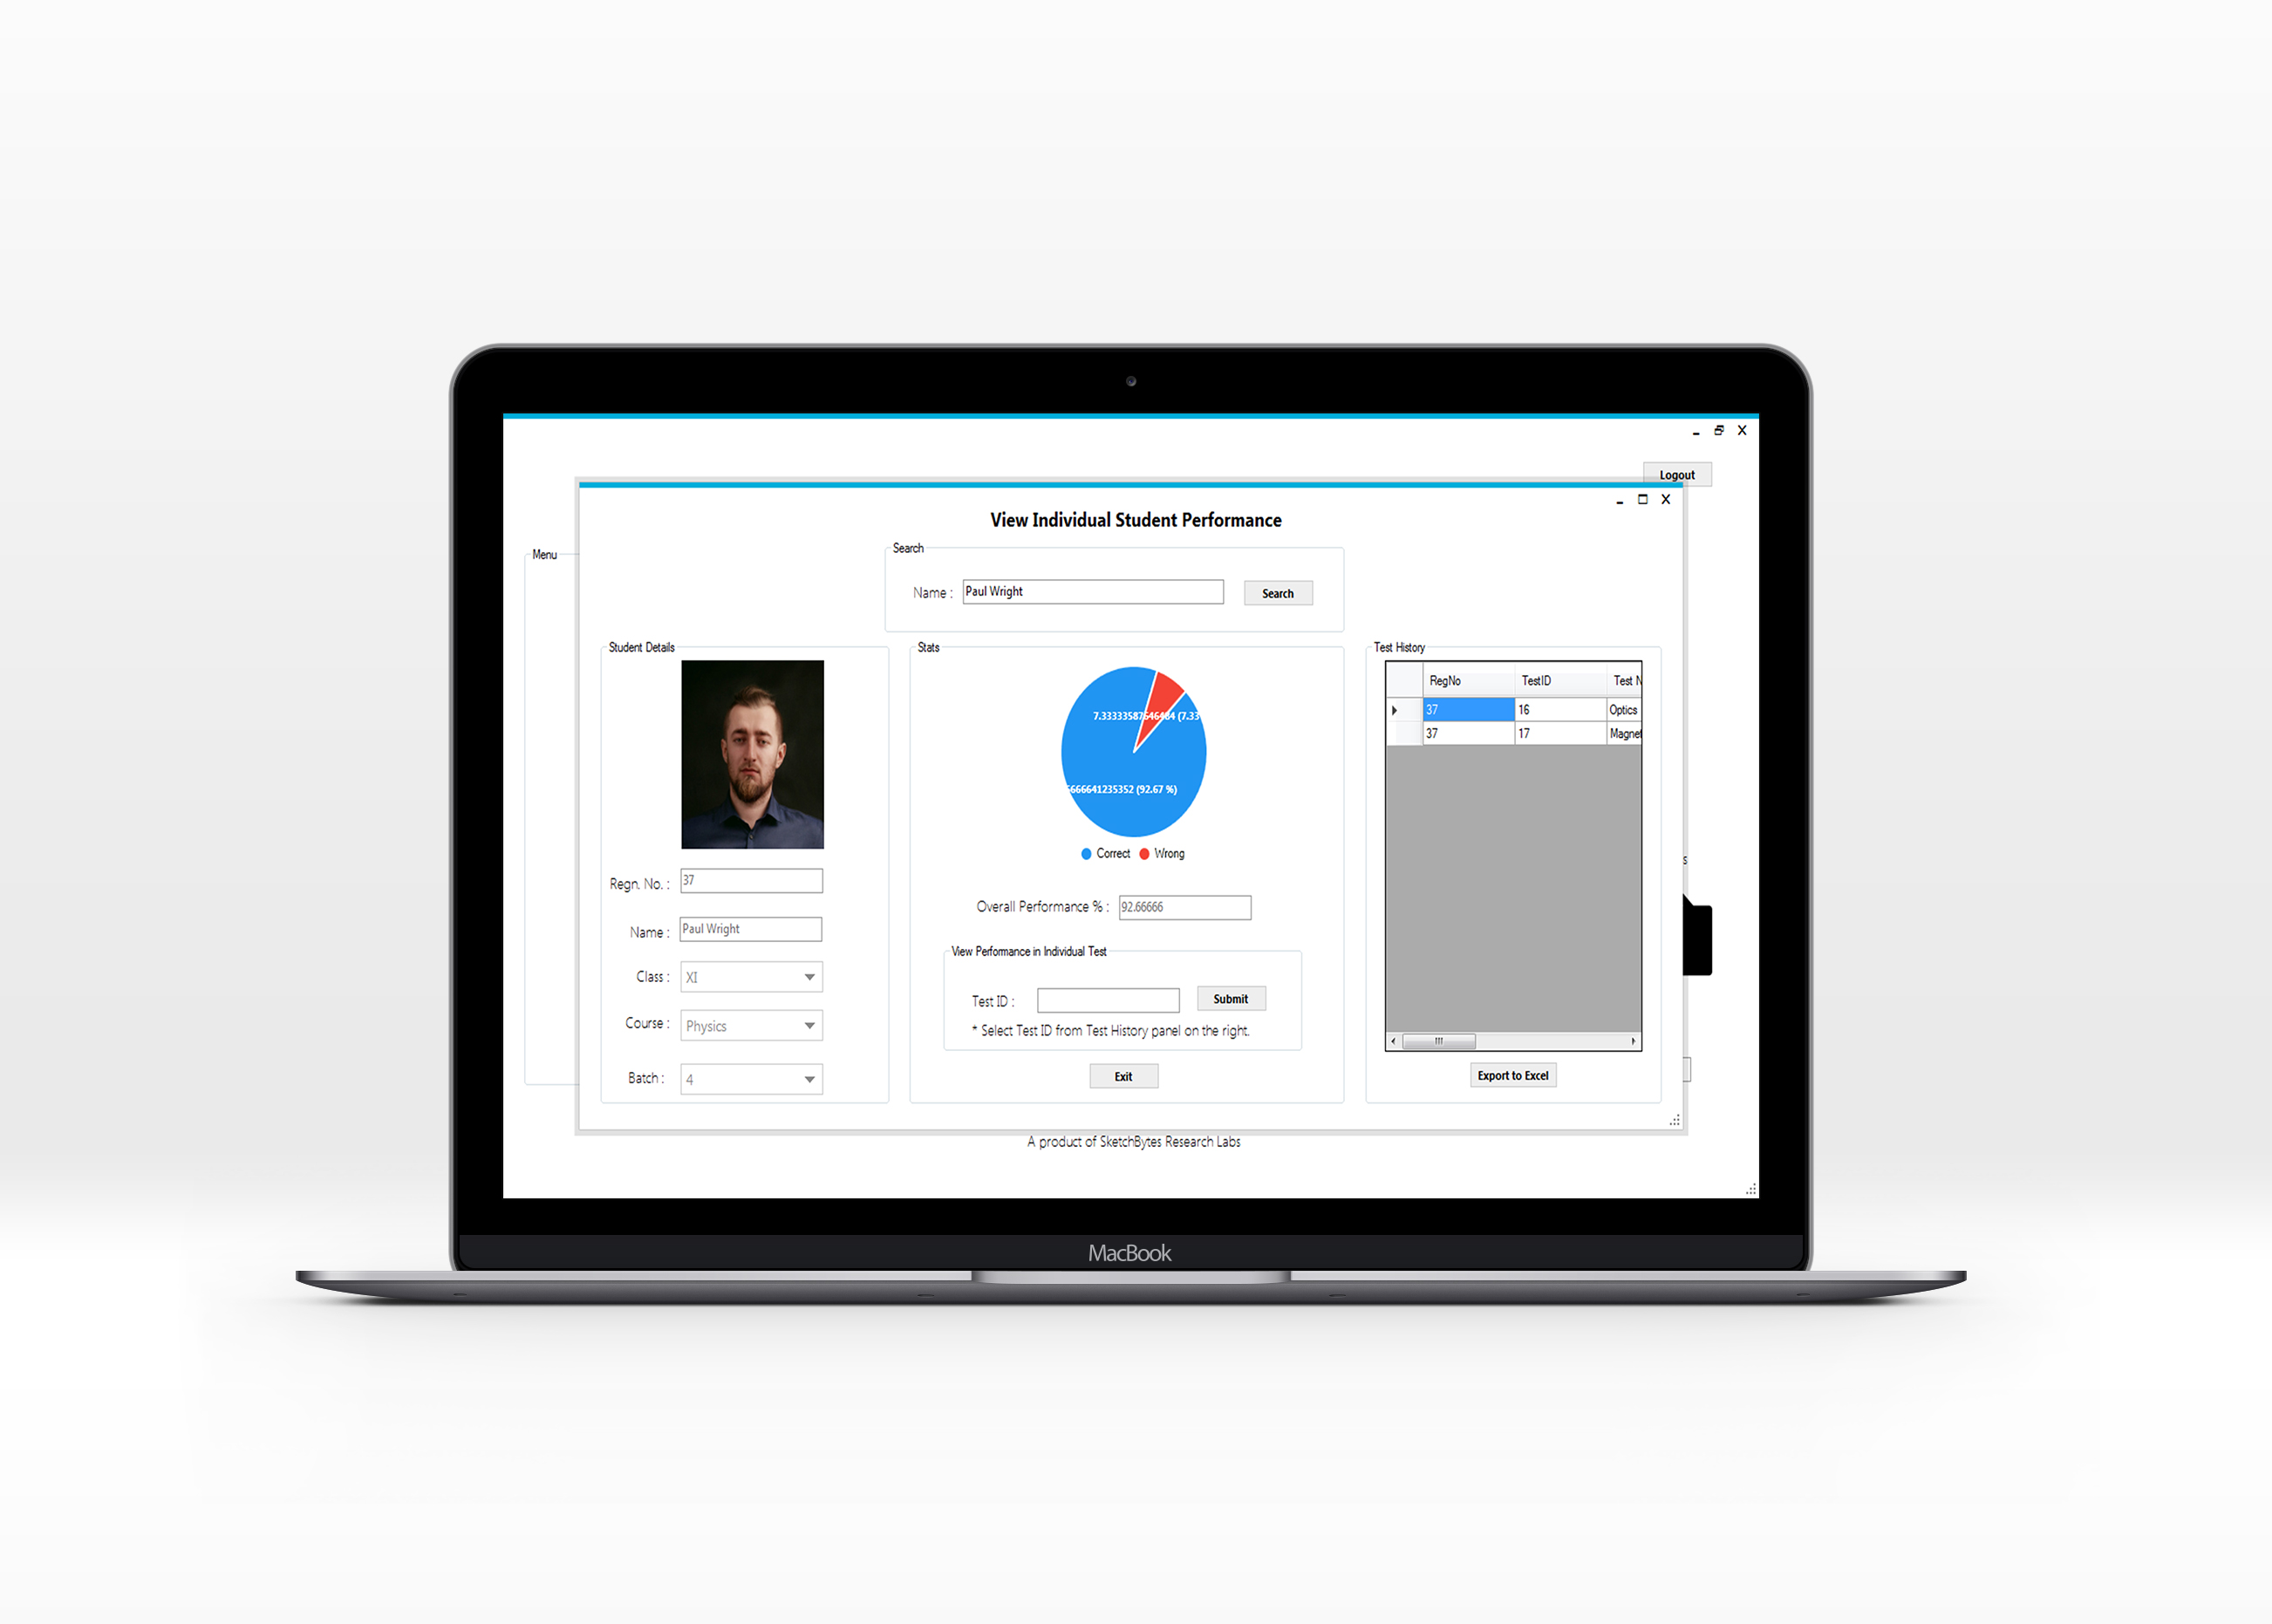 Logout
View Individual Student Performance
Menu
Search
Name : Paul Wright Search
Student Details
Regn. No. : 37
Name : Paul Wright
Class : XI
Course : Physics
Batch : 4
Stats
7.33333587646484 (7.33
6666641235352 (92.67 %)
Correct Wrong
Overall Performance % : 92.66666
View Performance in Individual Test
Test ID : Submit
* Select Test ID from Test History panel on the right.
Exit
Test History
RegNo TestID Test N
37 16 Optics
37 17 Magnet
Export to Excel
s
A product of SketchBytes Research Labs
MacBook